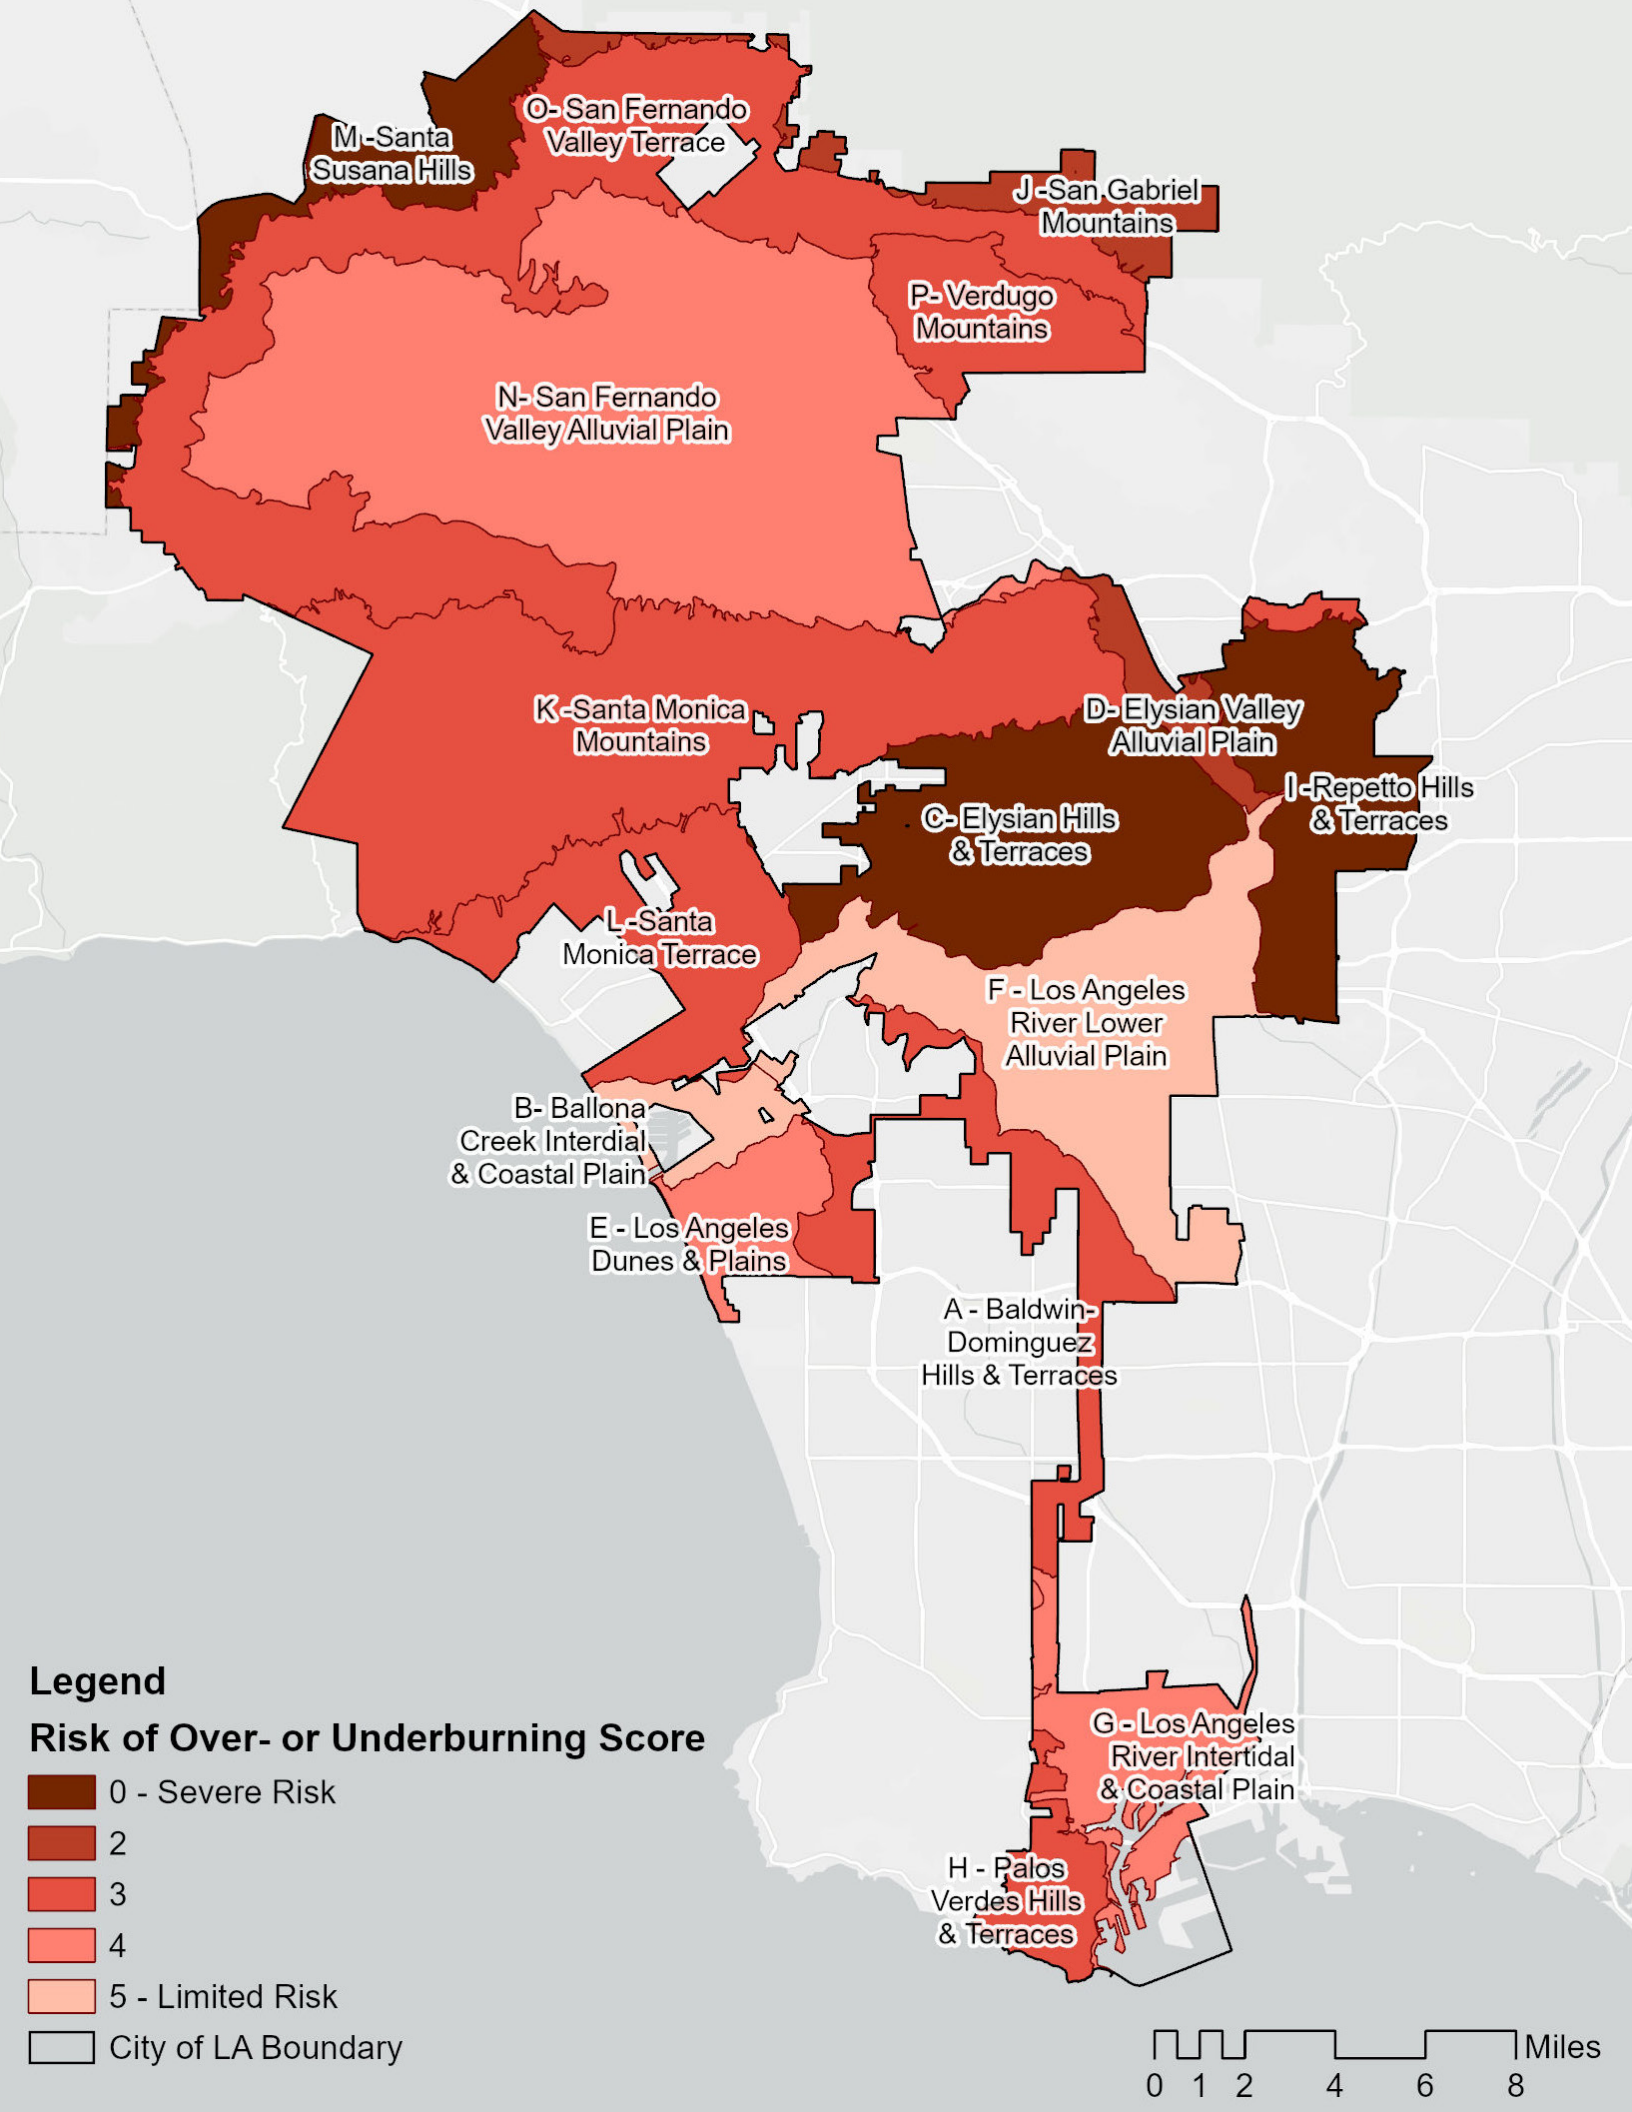 O- San Fernando
Valley Terrace
M -Santa
Susana Hills
J -San Gabriel
Mountains
P- Verdugo
Mountains
N- San Fernando
Valley Alluvial Plain
K -Santa Monica
Mountains
D- Elysian Valley
Alluvial Plain
I -Repetto Hills
& Terraces
C- Elysian Hills
& Terraces
L -Santa
Monica Terrace
F - Los Angeles
River Lower
Alluvial Plain
B- Ballona
Creek Interdial
& Coastal Plain
E - Los Angeles
Dunes & Plains
A - Baldwin-
Dominguez
Hills & Terraces
G - Los Angeles
River Intertidal
& Coastal Plain
H - Palos
Verdes Hills
& Terraces
Legend
Risk of Over- or Underburning Score
0 - Severe Risk
2
3
4
5 - Limited Risk
City of LA Boundary
Miles
0 1 2 4 6 8